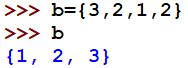 >>> b={3,2,1,2}
>>> b
{1, 2, 3}